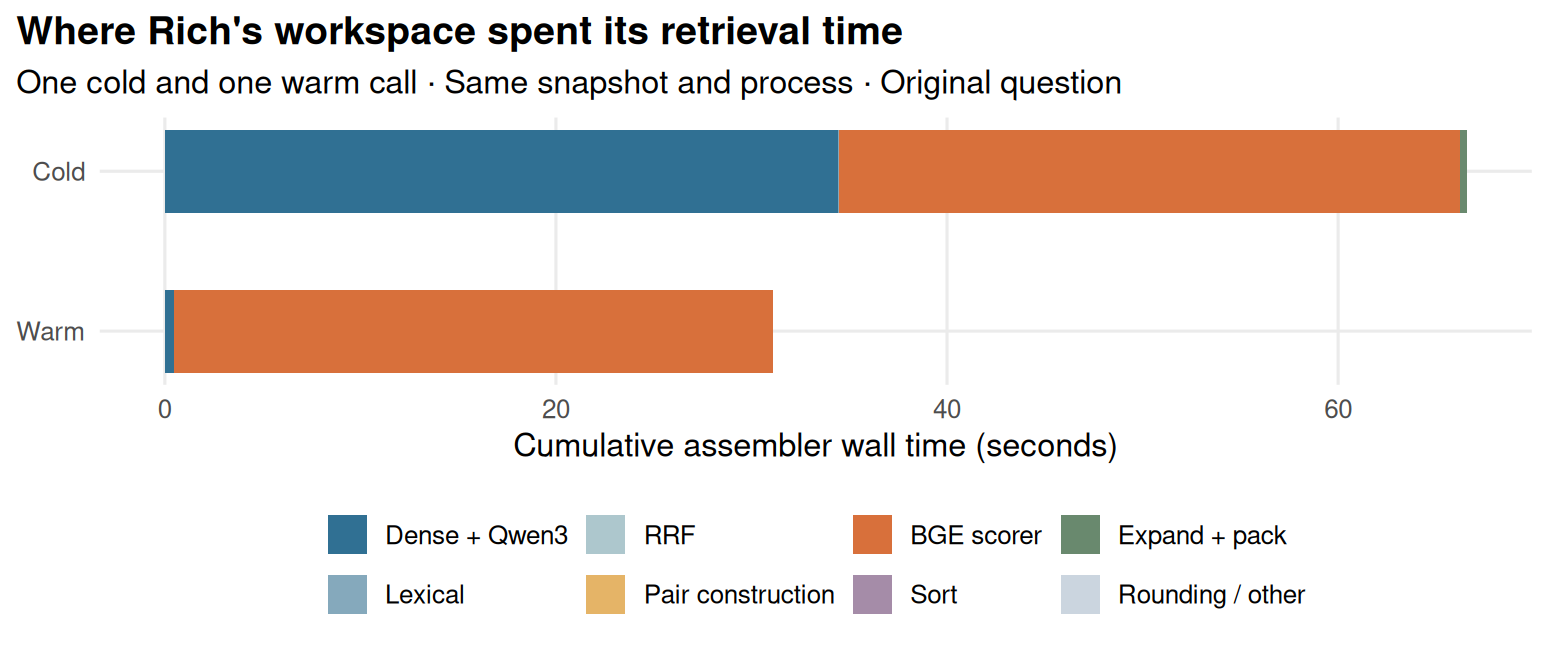 Where Rich's workspace spent its retrieval time
One cold and one warm call · Same snapshot and process · Original question
Cold
Warm
0 20 40 60
Cumulative assembler wall time (seconds)
Dense + Qwen3 RRF BGE scorer Expand + pack
Lexical Pair construction Sort Rounding / other